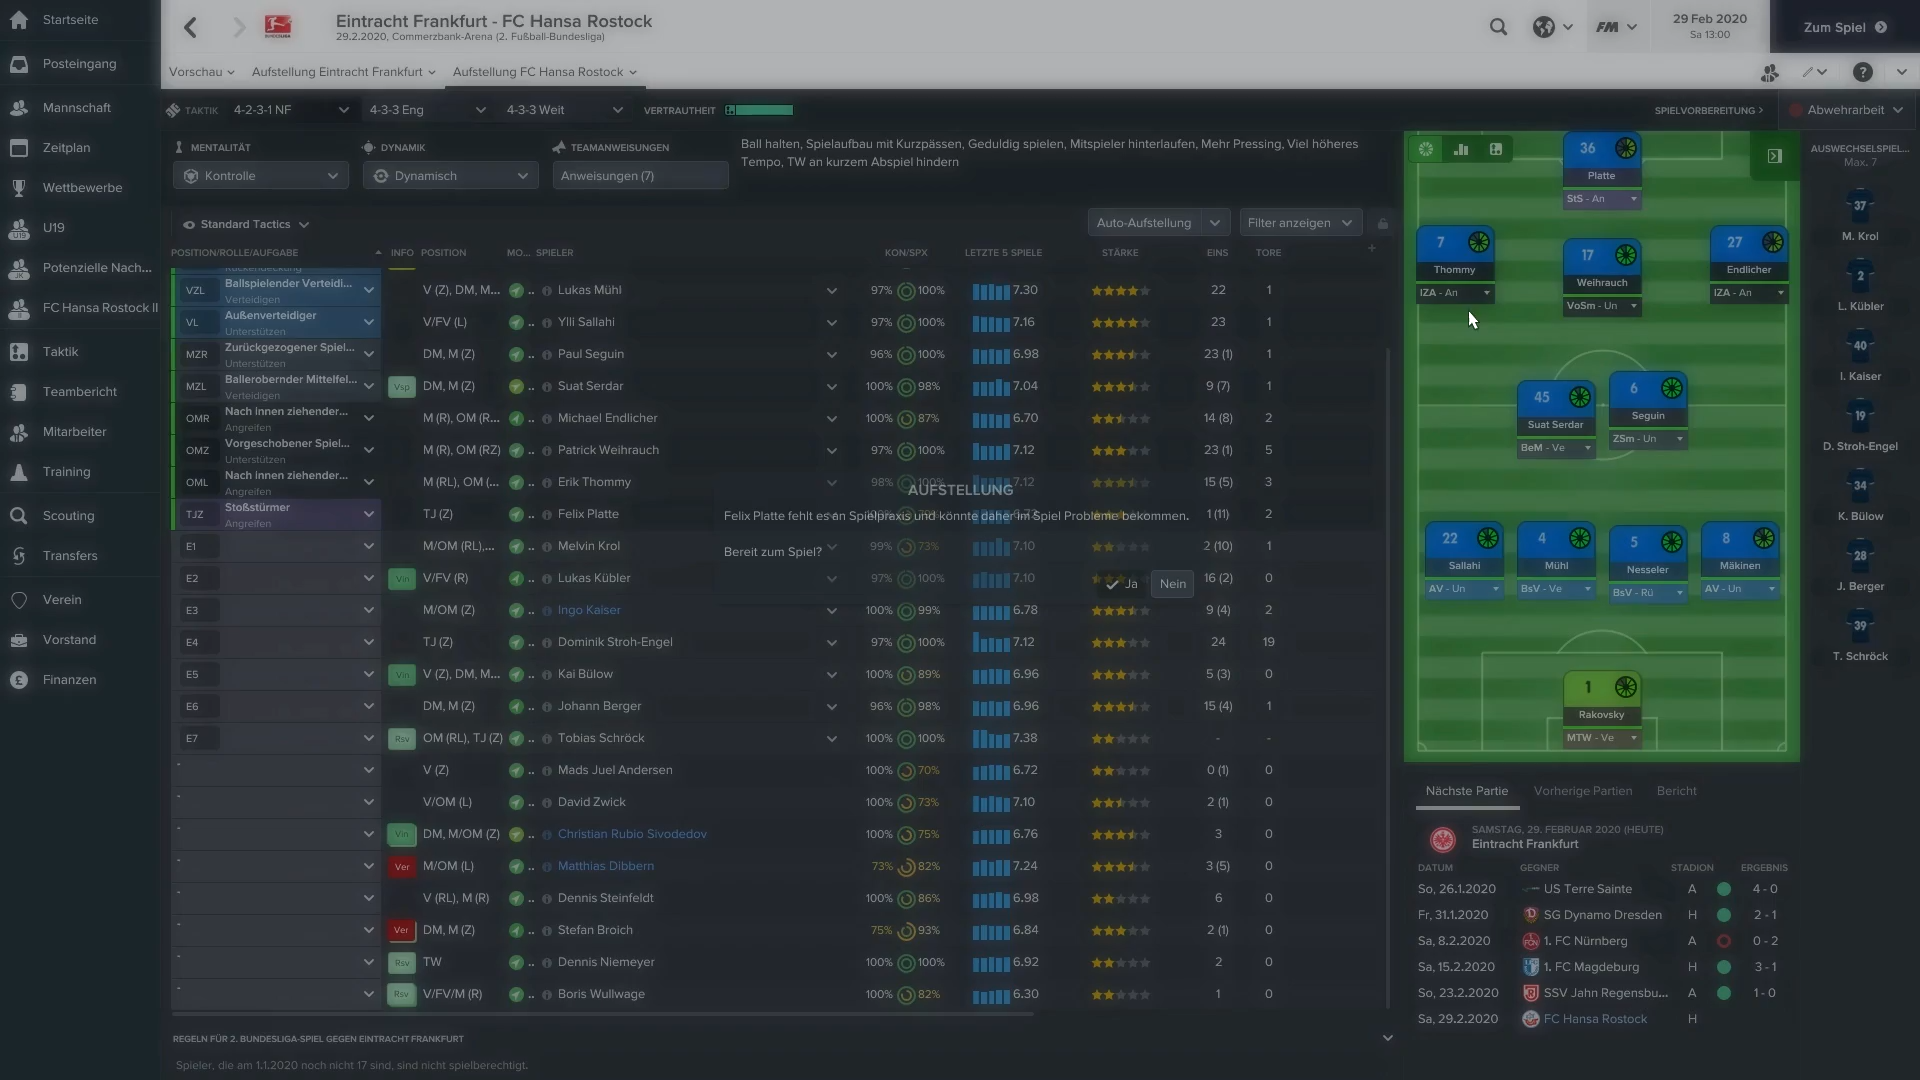 Startseite
Posteingang
Mannschaft
Zeitplan
Wettbewerbe
U19
Potenzielle Nach...
FC Hansa Rostock II
Taktik
Teambericht
Mitarbeiter
Training
Scouting
Transfers
Verein
Vorstand
Finanzen
Eintracht Frankfurt - FC Hansa Rostock
29.2.2020, Commerzbank-Arena (2. Fußball-Bundesliga)
FM
29 Feb 2020
Sa 13:00
Zum Spiel
Vorschau
Aufstellung Eintracht Frankfurt
Aufstellung FC Hansa Rostock
TAKTIK 4-2-3-1 NF 4-3-3 Eng 4-3-3 Weit VERTRAUTHEIT
SPIELVORBEREITUNG >
Abwehrarbeit
MENTALITÄT
Kontrolle
DYNAMIK
Dynamisch
TEAMANWEISUNGEN
Anweisungen (7)
Ball halten, Spielaufbau mit Kurzpässen, Geduldig spielen, Mitspieler hinterlaufen, Mehr Pressing, Viel höheres
Tempo, TW an kurzem Abspiel hindern
Standard Tactics
Auto-Aufstellung
Filter anzeigen
POSITION/ROLLE/AUFGABE INFO POSITION MO... SPIELER KON/SPX LETZTE 5 SPIELE STÄRKE EINS TORE
VZL Ballspielender Verteidi... Verteidigen V (Z), DM, M... Lukas Mühl 97% 100% 7.30 22 1
VL Außenverteidiger Unterstützen V/FV (L) Ylli Sallahi 97% 100% 7.16 23 1
MZR Zurückgezogener Spiel... Unterstützen DM, M (Z) Paul Seguin 96% 100% 6.98 23 (1) 1
MZL Ballerobernder Mittelfel... Verteidigen Vsp DM, M (Z) Suat Serdar 100% 98% 7.04 9 (7) 1
OMR Nach innen ziehender... Angreifen M (R), OM (R... Michael Endlicher 100% 87% 6.70 14 (8) 2
OMZ Vorgeschobener Spiel... Unterstützen M (R), OM (RZ) Patrick Weihrauch 97% 100% 7.12 23 (1) 5
OML Nach innen ziehender... Angreifen M (RL), OM (... Erik Thommy 98% 100% 7.12 15 (5) 3
TJZ Stoßstürmer Angreifen TJ (Z) Felix Platte 1 (11) 2
E1 M/OM (RL),... Melvin Krol 99% 73% 7.10 2 (10) 1
E2 Vin V/FV (R) Lukas Kübler 97% 100% 7.10 16 (2) 0
E3 M/OM (Z) Ingo Kaiser 100% 99% 6.78 9 (4) 2
E4 TJ (Z) Dominik Stroh-Engel 97% 100% 7.12 24 19
E5 Vin V (Z), DM, M... Kai Bülow 100% 89% 6.96 5 (3) 0
E6 DM, M (Z) Johann Berger 96% 98% 6.96 15 (4) 1
E7 Rsv OM (RL), TJ (Z) Tobias Schröck 100% 100% 7.38 - -
- V (Z) Mads Juel Andersen 100% 70% 6.72 0 (1) 0
- V/OM (L) David Zwick 100% 73% 7.10 2 (1) 0
- Vin DM, M/OM (Z) Christian Rubio Sivodedov 100% 75% 6.76 3 0
- Ver M/OM (L) Matthias Dibbern 73% 82% 7.24 3 (5) 0
- V (RL), M (R) Dennis Steinfeldt 100% 86% 6.98 6 0
- Ver DM, M (Z) Stefan Broich 75% 93% 6.84 2 (1) 0
- Rsv TW Dennis Niemeyer 100% 100% 6.92 2 0
- Rsv V/FV/M (R) Boris Wullwage 100% 82% 6.30 1 0
AUFSTELLUNG
Felix Platte fehlt es an Spielpraxis und könnte daher im Spiel Probleme bekommen.
Bereit zum Spiel?
Ja
Nein
REGELN FÜR 2. BUNDESLIGA-SPIEL GEGEN EINTRACHT FRANKFURT
Spieler, die am 1.1.2020 noch nicht 17 sind, sind nicht spielberechtigt.
36
Platte
StS - An
7
Thommy
IZA - An
17
Weihrauch
VoSm - Un
27
Endlicher
IZA - An
45
Suat Serdar
BeM - Ve
6
Seguin
ZSm - Un
22
Sallahi
AV - Un
4
Mühl
BsV - Ve
5
Nesseler
BsV - Rü
8
Mäkinen
AV - Un
1
Rakovsky
MTW - Ve
AUSWECHSELSPIEL...
Max. 7
37
M. Krol
2
L. Kübler
40
I. Kaiser
19
D. Stroh-Engel
34
K. Bülow
28
J. Berger
39
T. Schröck
Nächste Partie Vorherige Partien Bericht
SAMSTAG, 29. FEBRUAR 2020 (HEUTE)
Eintracht Frankfurt
DATUM GEGNER STADION ERGEBNIS
So, 26.1.2020 US Terre Sainte A 4 - 0
Fr, 31.1.2020 SG Dynamo Dresden H 2 - 1
Sa, 8.2.2020 1. FC Nürnberg A 0 - 2
Sa, 15.2.2020 1. FC Magdeburg H 3 - 1
So, 23.2.2020 SSV Jahn Regensbu... A 1 - 0
Sa, 29.2.2020 FC Hansa Rostock H